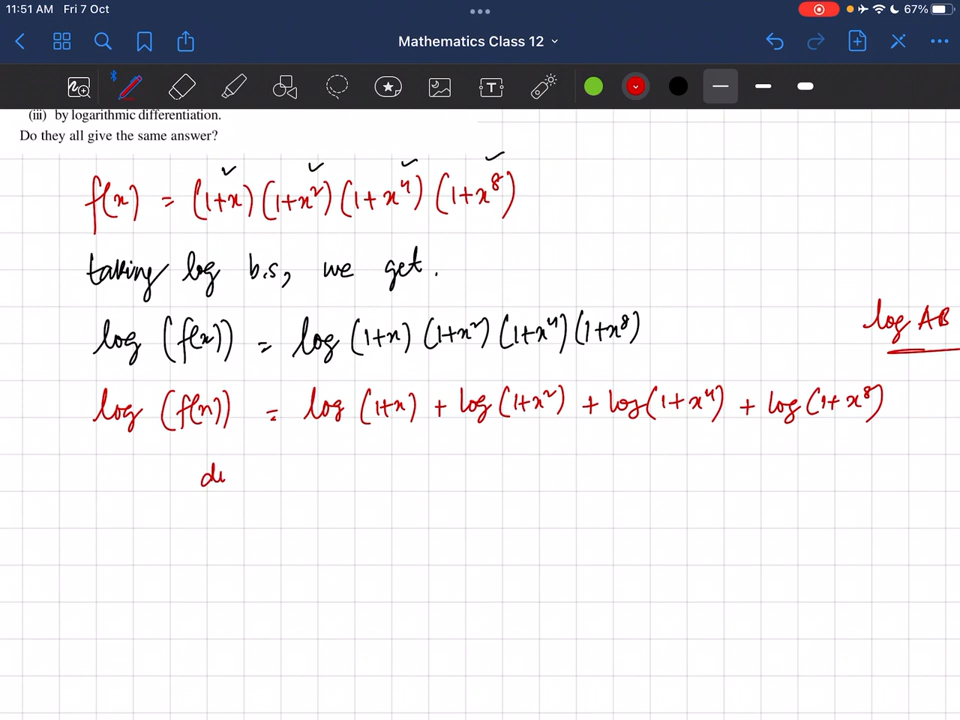 11:51 AM Fri 7 Oct
67%
Mathematics Class 12
(iii) by logarithmic differentiation.
Do they all give the same answer?
f(x) = (1+x) (1+x²) (1+x⁴) (1+x⁸)
taking log b.s, we get.
log (f(x)) = log (1+x) (1+x²) (1+x⁴) (1+x⁸)
log AB
log (f(x)) = log (1+x) + log (1+x²) + log (1+x⁴) + log (1+x⁸)